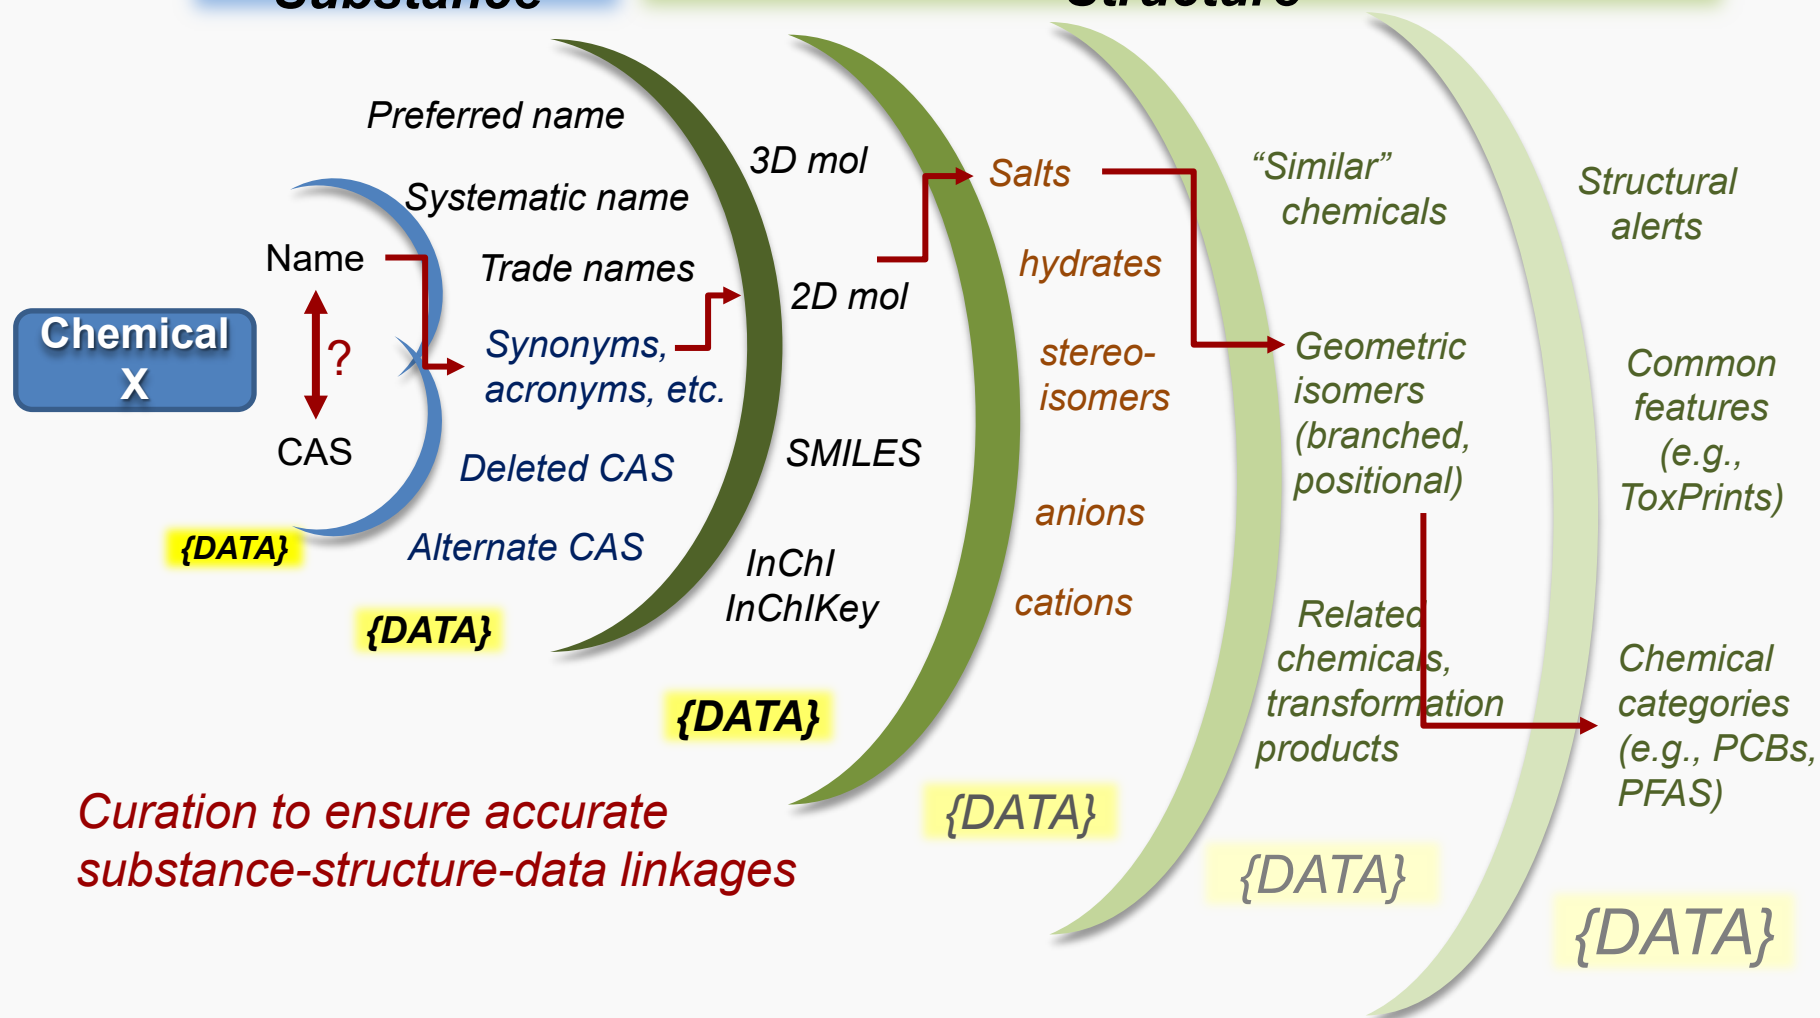 Substance
Structure
Chemical
X
Name
?
CAS
{DATA}
Preferred name
Systematic name
Trade names
Synonyms,
acronyms, etc.
Deleted CAS
Alternate CAS
{DATA}
3D mol
2D mol
SMILES
InChI
InChIKey
{DATA}
Salts
hydrates
stereo-
isomers
anions
cations
{DATA}
“Similar”
chemicals
Geometric
isomers
(branched,
positional)
Related
chemicals,
transformation
products
{DATA}
Structural
alerts
Common
features
(e.g.,
ToxPrints)
Chemical
categories
(e.g., PCBs,
PFAS)
{DATA}
Curation to ensure accurate
substance-structure-data linkages